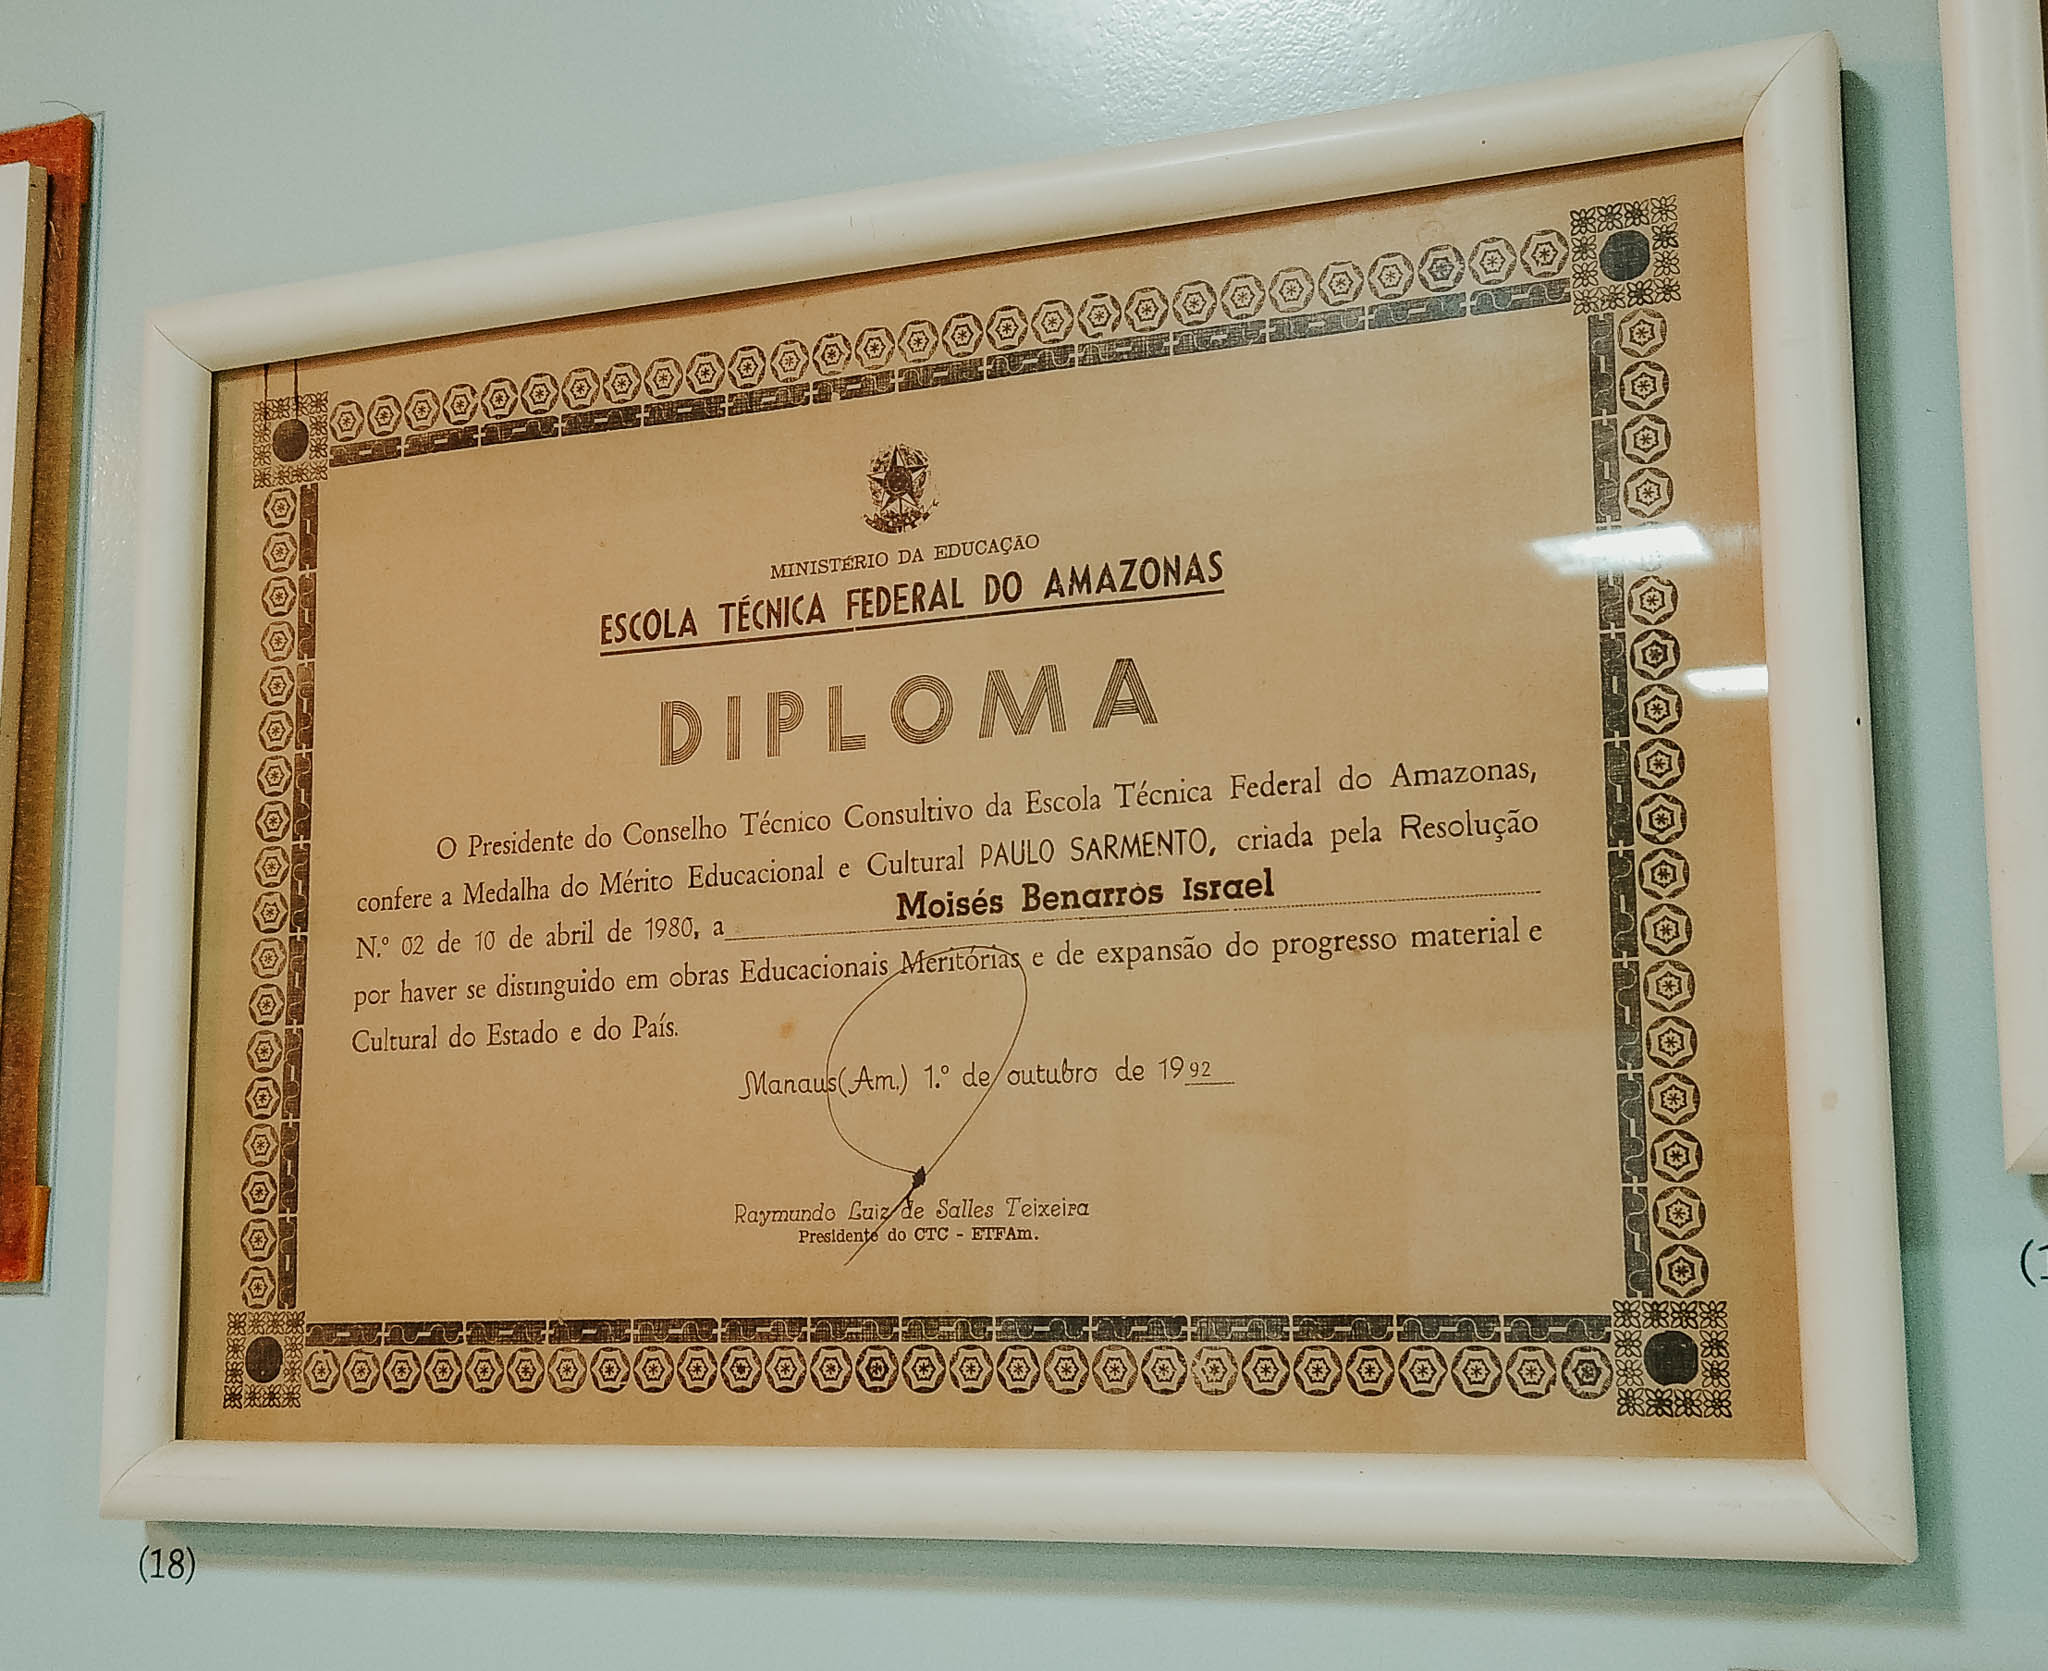 MINISTÉRIO DA EDUCAÇÃO
ESCOLA TÉCNICA FEDERAL DO AMAZONAS
DIPLOMA
O Presidente do Conselho Técnico Consultivo da Escola Técnica Federal do Amazonas,
confere a Medalha do Mérito Educacional e Cultural PAULO SARMENTO, criada pela Resolução
N.º 02 de 10 de abril de 1980, a Moisés Benarrós Israel
por haver se distinguido em obras Educacionais Meritórias e de expansão do progresso material e
Cultural do Estado e do País.
Manaus(Am.) 1.º de outubro de 1992
Raymundo Luiz de Salles Teixeira
Presidente do CTC - ETFAm.
(18)